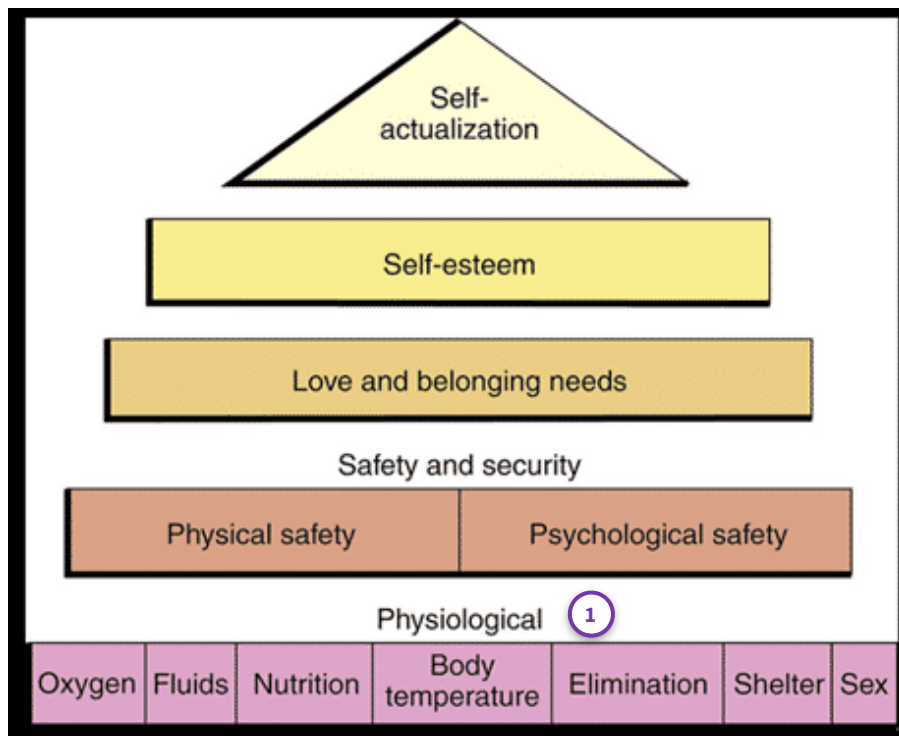 Self-
actualization
Self-esteem
Love and belonging needs
Safety and security
Physical safety
Psychological safety
Physiological
1
Oxygen
Fluids
Nutrition
Body
temperature
Elimination
Shelter
Sex